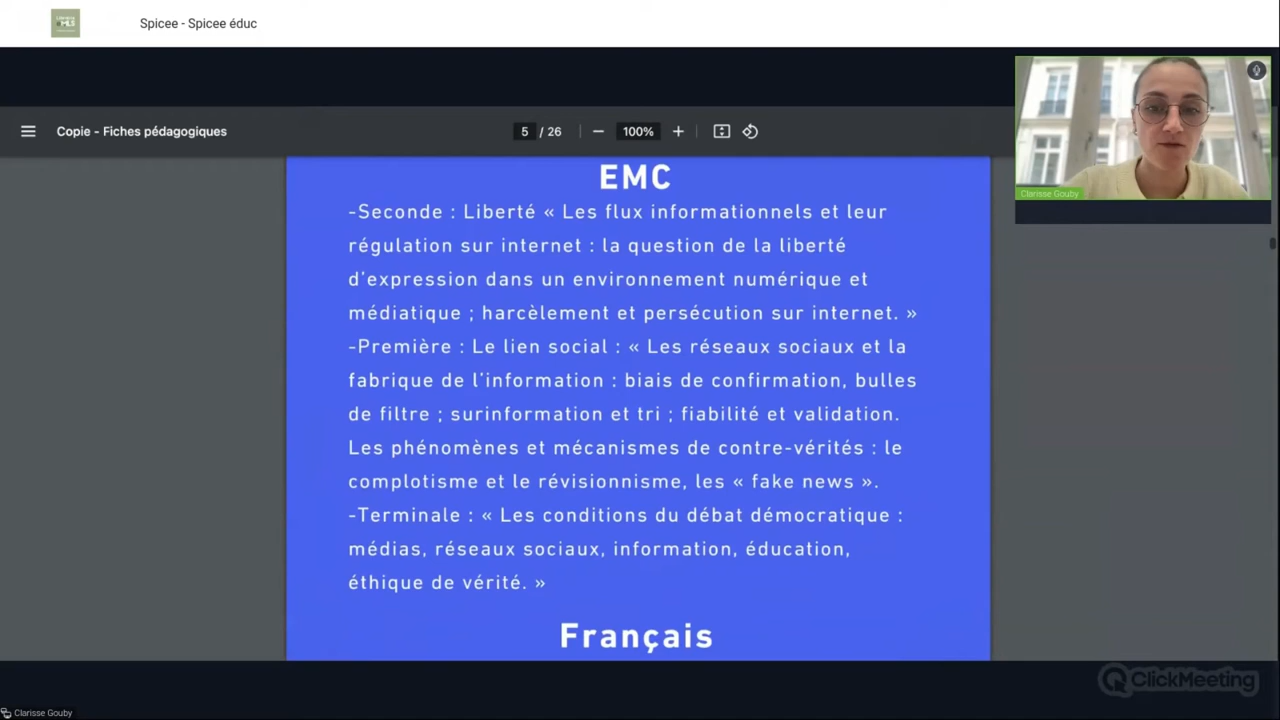 Spicee - Spicee éduc
Copie - Fiches pédagogiques
5 / 26
100%
Clarisse Gouby
EMC
-Seconde : Liberté « Les flux informationnels et leur
régulation sur internet : la question de la liberté
d'expression dans un environnement numérique et
médiatique ; harcèlement et persécution sur internet. »
-Première : Le lien social : « Les réseaux sociaux et la
fabrique de l'information : biais de confirmation, bulles
de filtre ; surinformation et tri ; fiabilité et validation.
Les phénomènes et mécanismes de contre-vérités : le
complotisme et le révisionnisme, les « fake news ».
-Terminale : « Les conditions du débat démocratique :
médias, réseaux sociaux, information, éducation,
éthique de vérité. »
Français
ClickMeeting
Clarisse Gouby